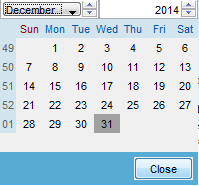 December... 2014
Sun Mon Tue Wed Thu Fri Sat
49 1 2 3 4 5 6
50 7 8 9 10 11 12 13
51 14 15 16 17 18 19 20
52 21 22 23 24 25 26 27
01 28 29 30 31
Close